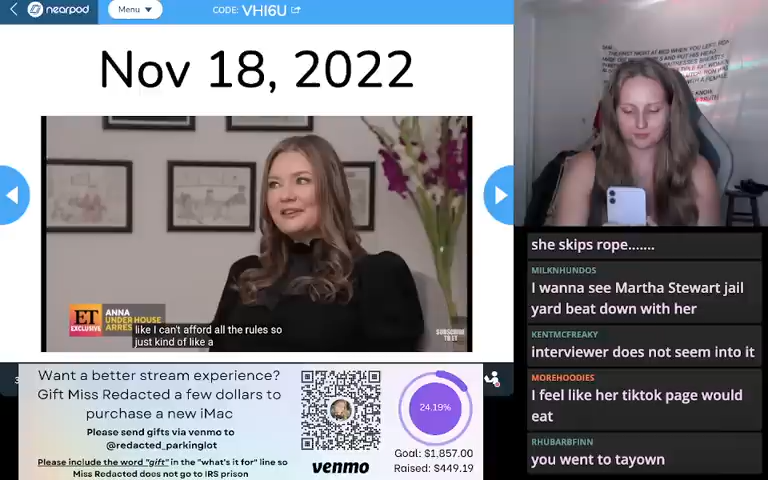 nearpod
Menu
CODE: VHI6U
Nov 18, 2022
ET
EXCLUSIVE
ANNA
UNDER HOUSE
ARREST
like I can't afford all the rules so
just kind of like a
SUBSCRIBE
TO ET
Want a better stream experience?
Gift Miss Redacted a few dollars to
purchase a new iMac
Please send gifts via venmo to
@redacted_parkinglot
Please include the word "gift" in the "what's it for" line so
Miss Redacted does not go to IRS prison
venmo
24.19%
Goal: $1,857.00
Raised: $449.19
she skips rope.......
MILKNHUNDOS
I wanna see Martha Stewart jail
yard beat down with her
KENTMCFREAKY
interviewer does not seem into it
MOREHOODIES
I feel like her tiktok page would
eat
RHUBARBFINN
you went to tayown